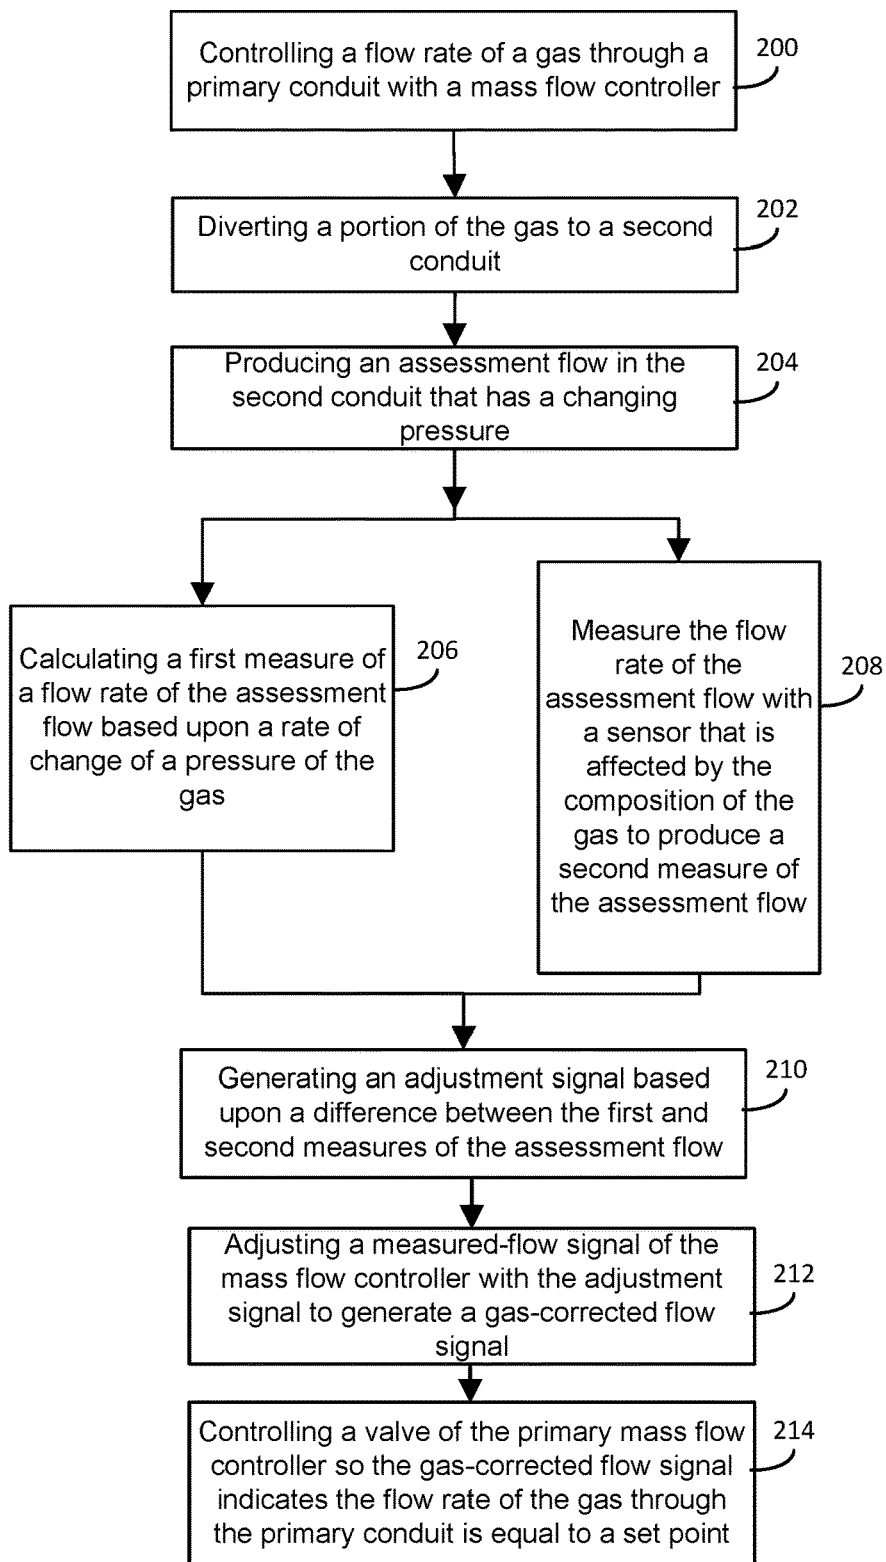 Controlling a flow rate of a gas through a
primary conduit with a mass flow controller
200
Diverting a portion of the gas to a second
conduit
202
Producing an assessment flow in the
second conduit that has a changing
pressure
204
Calculating a first measure of
a flow rate of the assessment
flow based upon a rate of
change of a pressure of the
gas
206
Measure the flow
rate of the
assessment flow with
a sensor that is
affected by the
composition of the
gas to produce a
second measure of
the assessment flow
208
Generating an adjustment signal based
upon a difference between the first and
second measures of the assessment flow
210
Adjusting a measured-flow signal of the
mass flow controller with the adjustment
signal to generate a gas-corrected flow
signal
212
Controlling a valve of the primary mass flow
controller so the gas-corrected flow signal
indicates the flow rate of the gas through
the primary conduit is equal to a set point
214